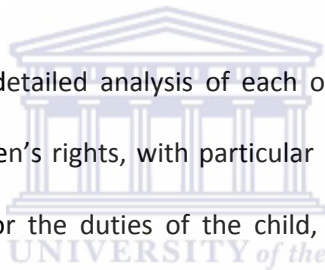 detailed analysis of each o
en’s rights, with particular
or the duties of the child,
UNIVERSITY of the